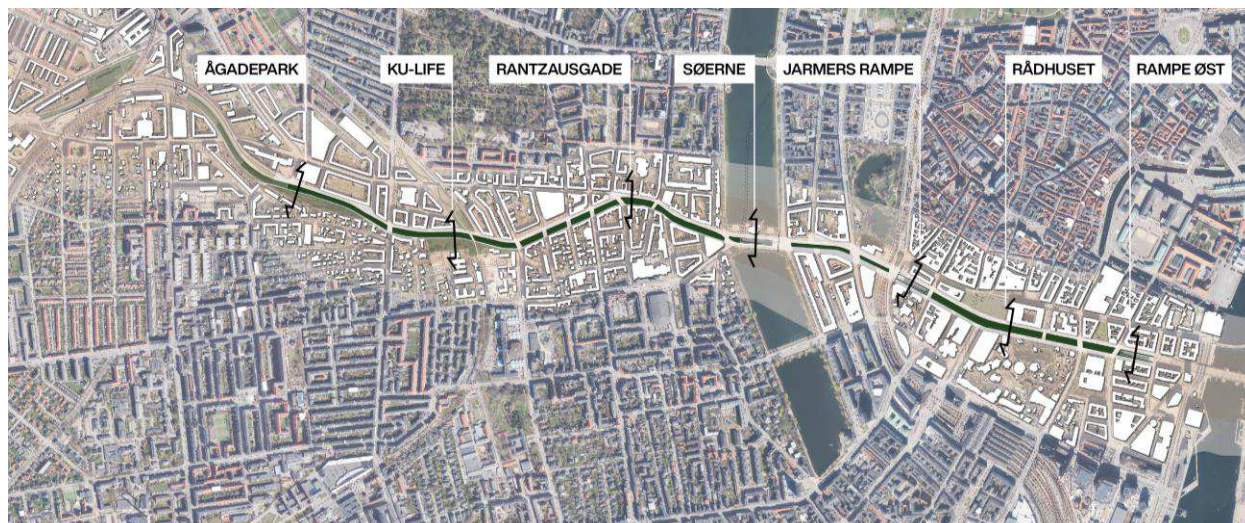 ÅGADEPARK
KU-LIFE
RANTZAUSGADE
SØERNE
JARMERS RAMPE
RÅDHUSET
RAMPE ØST